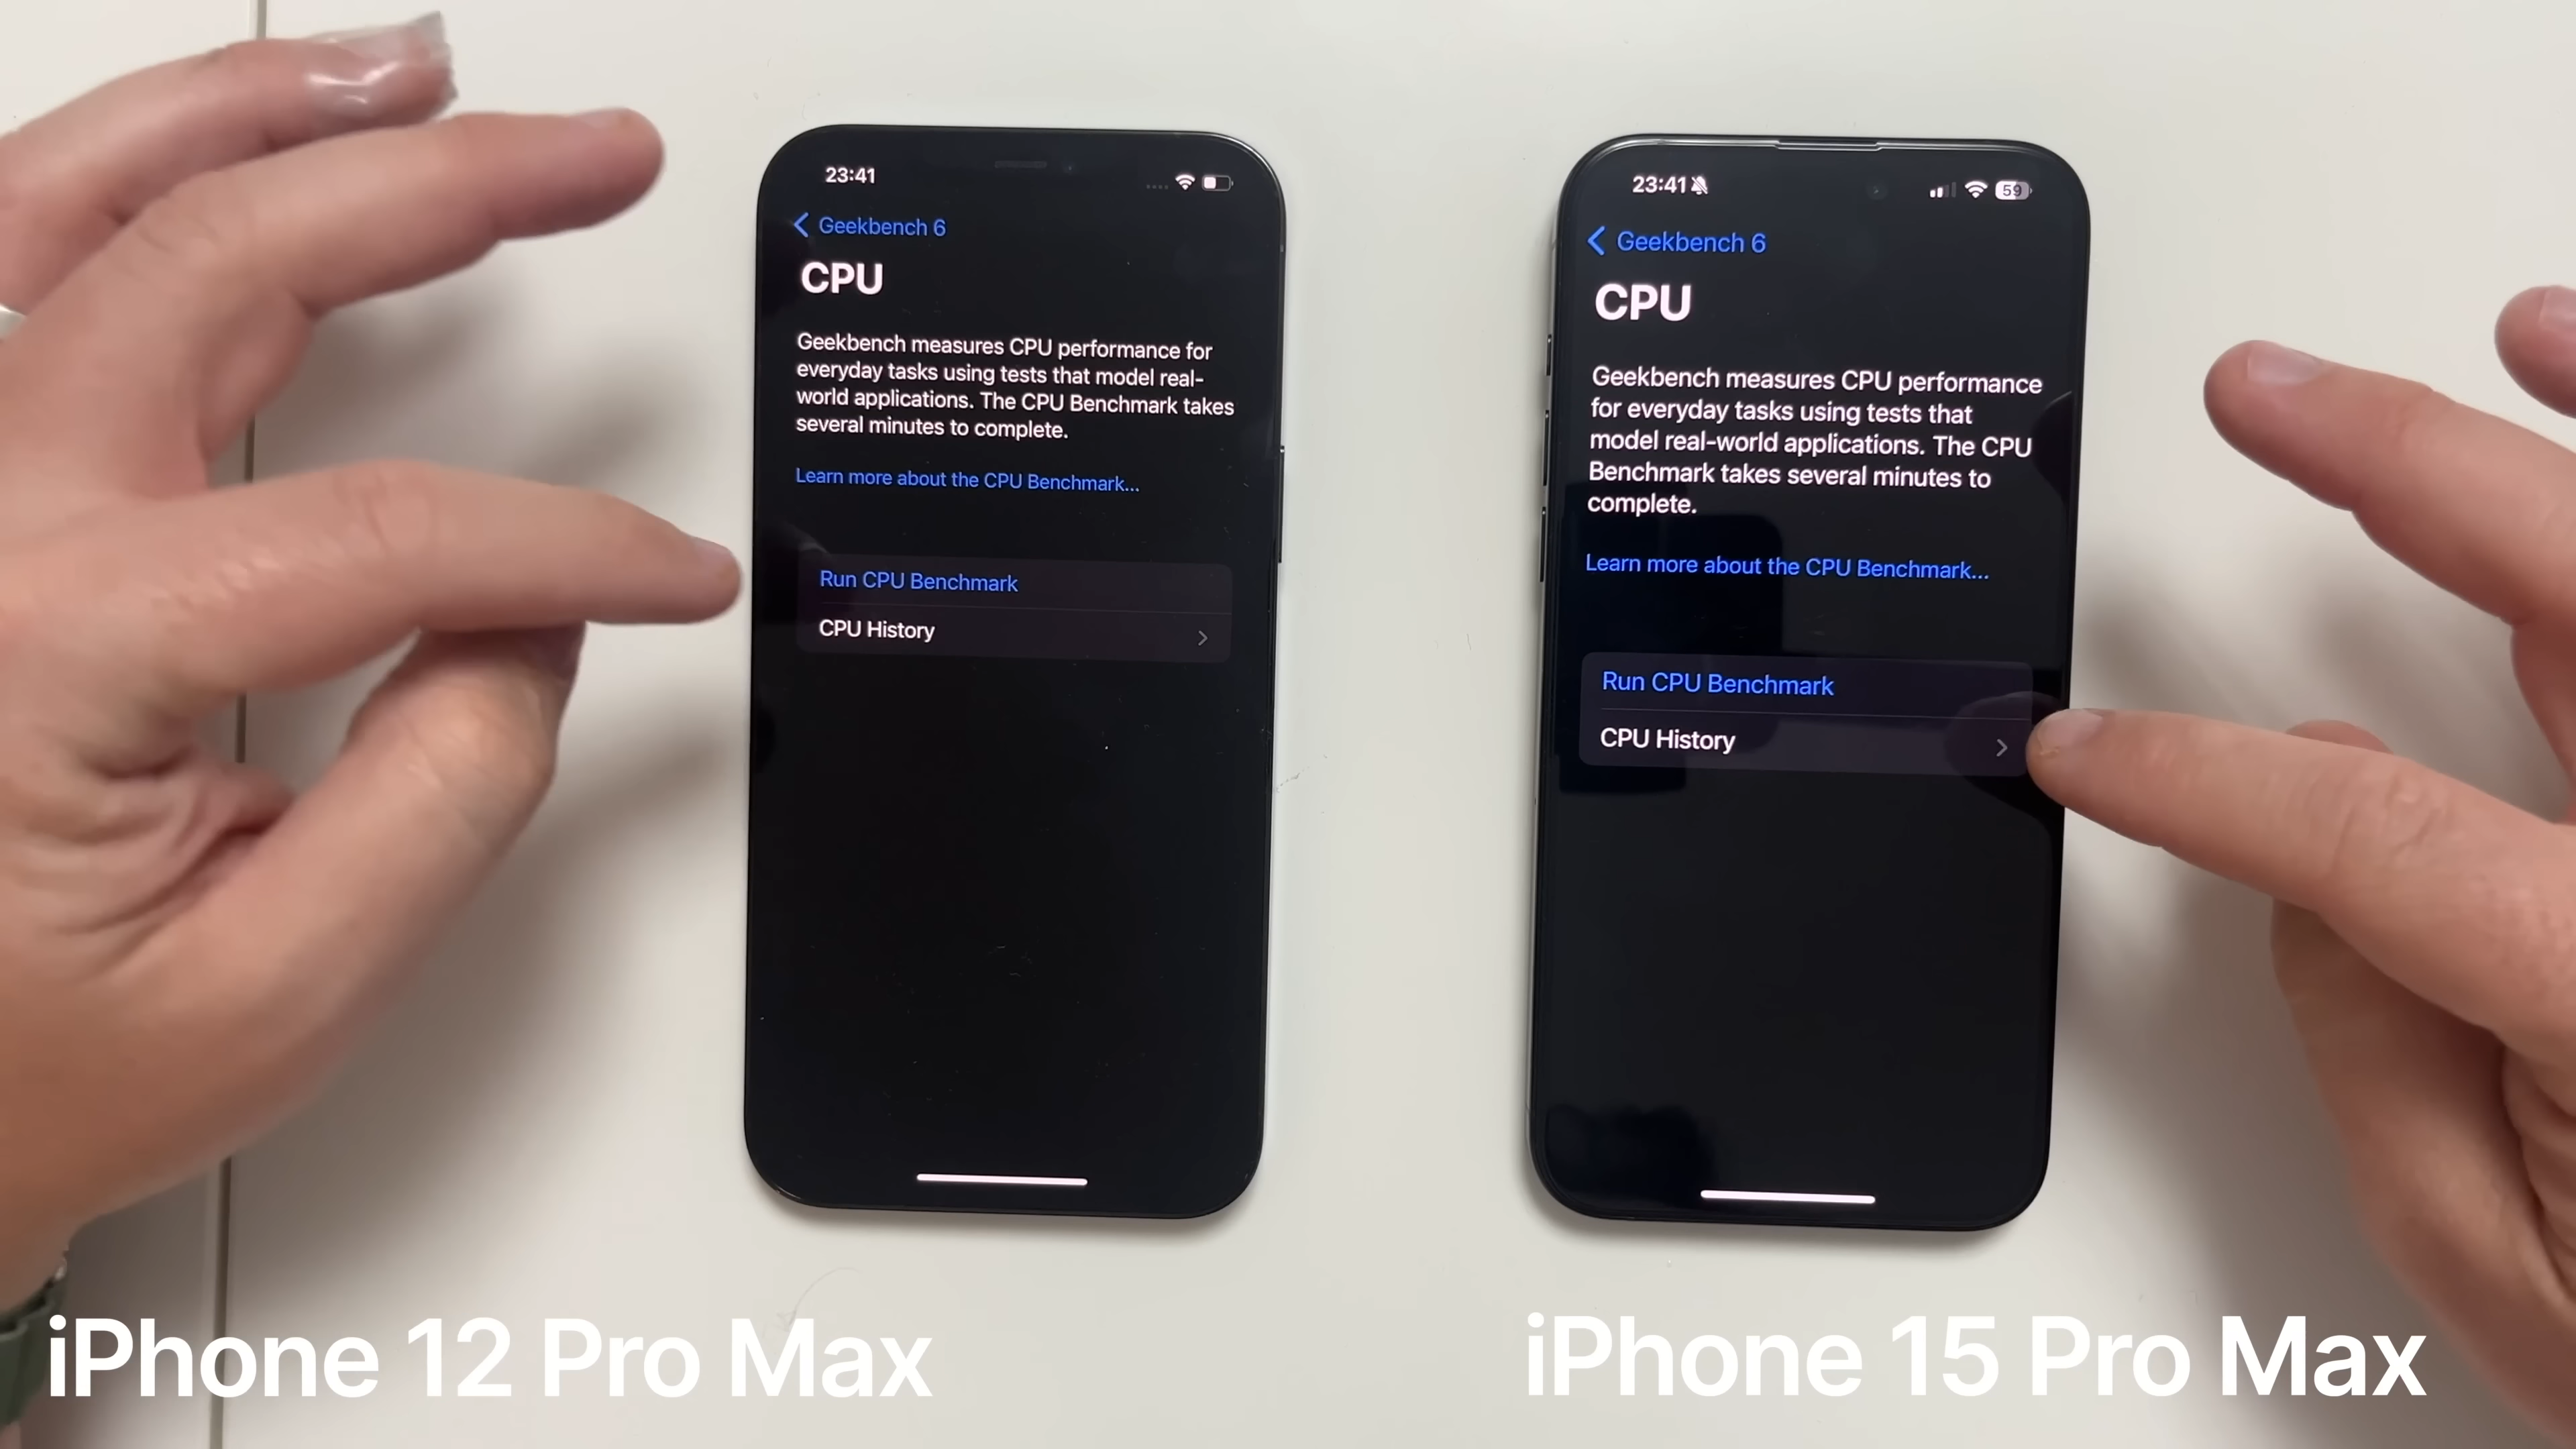 23:41
Geekbench 6
CPU
Geekbench measures CPU performance for
everyday tasks using tests that model real-
world applications. The CPU Benchmark takes
several minutes to complete.
Learn more about the CPU Benchmark...
Run CPU Benchmark
CPU History
23:41
59
Geekbench 6
CPU
Geekbench measures CPU performance
for everyday tasks using tests that
model real-world applications. The CPU
Benchmark takes several minutes to
complete.
Learn more about the CPU Benchmark...
Run CPU Benchmark
CPU History
iPhone 12 Pro Max
iPhone 15 Pro Max